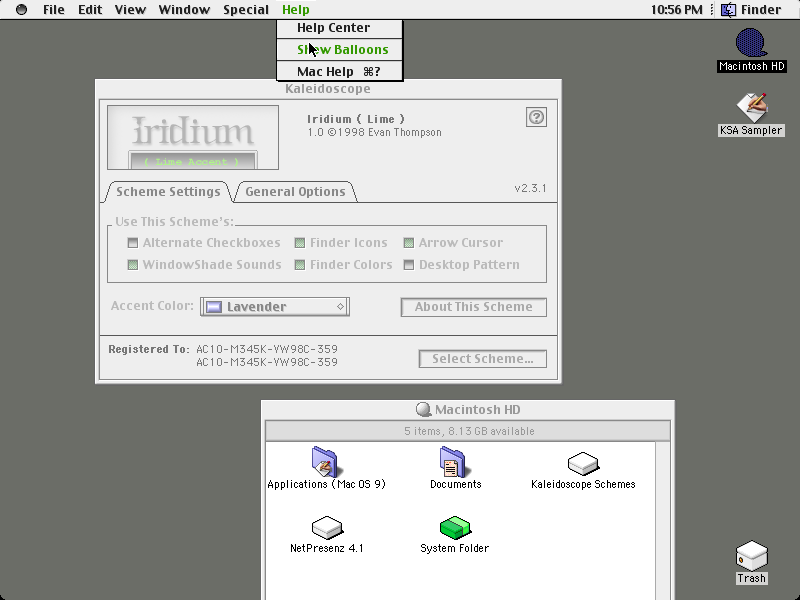 File Edit View Window Special Help 10:56 PM Finder
Help Center
Show Balloons
Mac Help ⌘?
Macintosh HD
KSA Sampler
Kaleidoscope
Iridium
( Lime Accent )
Iridium ( Lime )
1.0 ©1998 Evan Thompson
Scheme Settings General Options v2.3.1
Use This Scheme's:
Alternate Checkboxes Finder Icons Arrow Cursor
WindowShade Sounds Finder Colors Desktop Pattern
Accent Color: Lavender About This Scheme
Registered To: AC10-M345K-VW98C-359
AC10-M345K-VW98C-359
Select Scheme...
Macintosh HD
5 items, 8.13 GB available
Applications (Mac OS 9) Documents Kaleidoscope Schemes
NetPresenz 4.1 System Folder
Trash